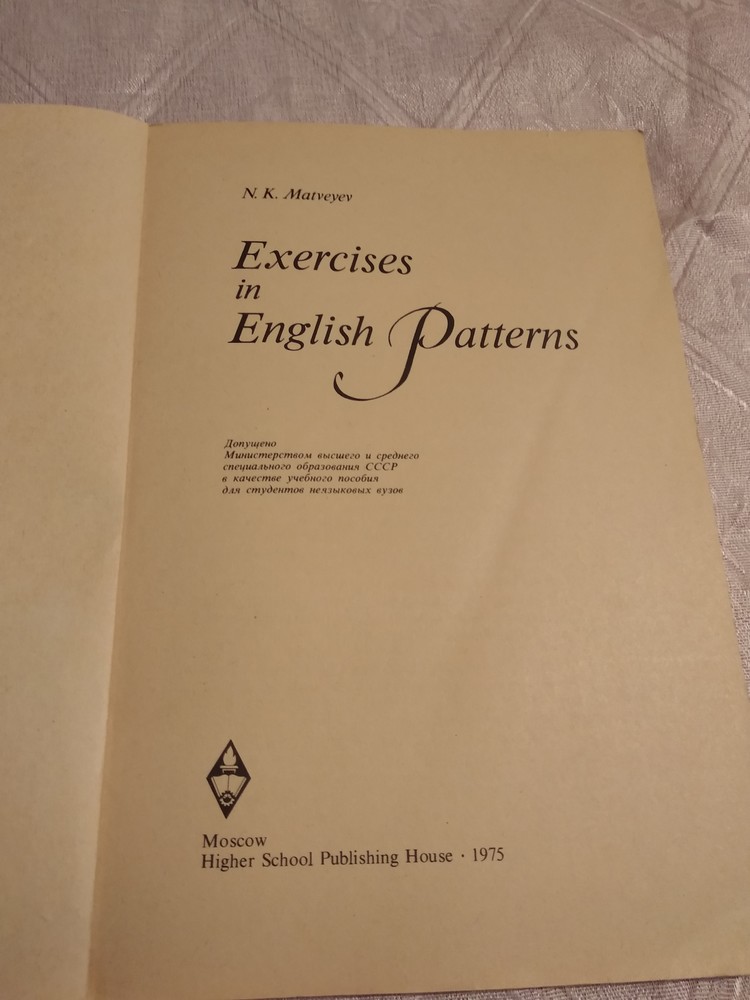 N. K. Matveyev
Exercises
in
English Patterns
Допущено
Министерством высшего и среднего
специального образования СССР
в качестве учебного пособия
для студентов неязыковых вузов
Moscow
Higher School Publishing House · 1975